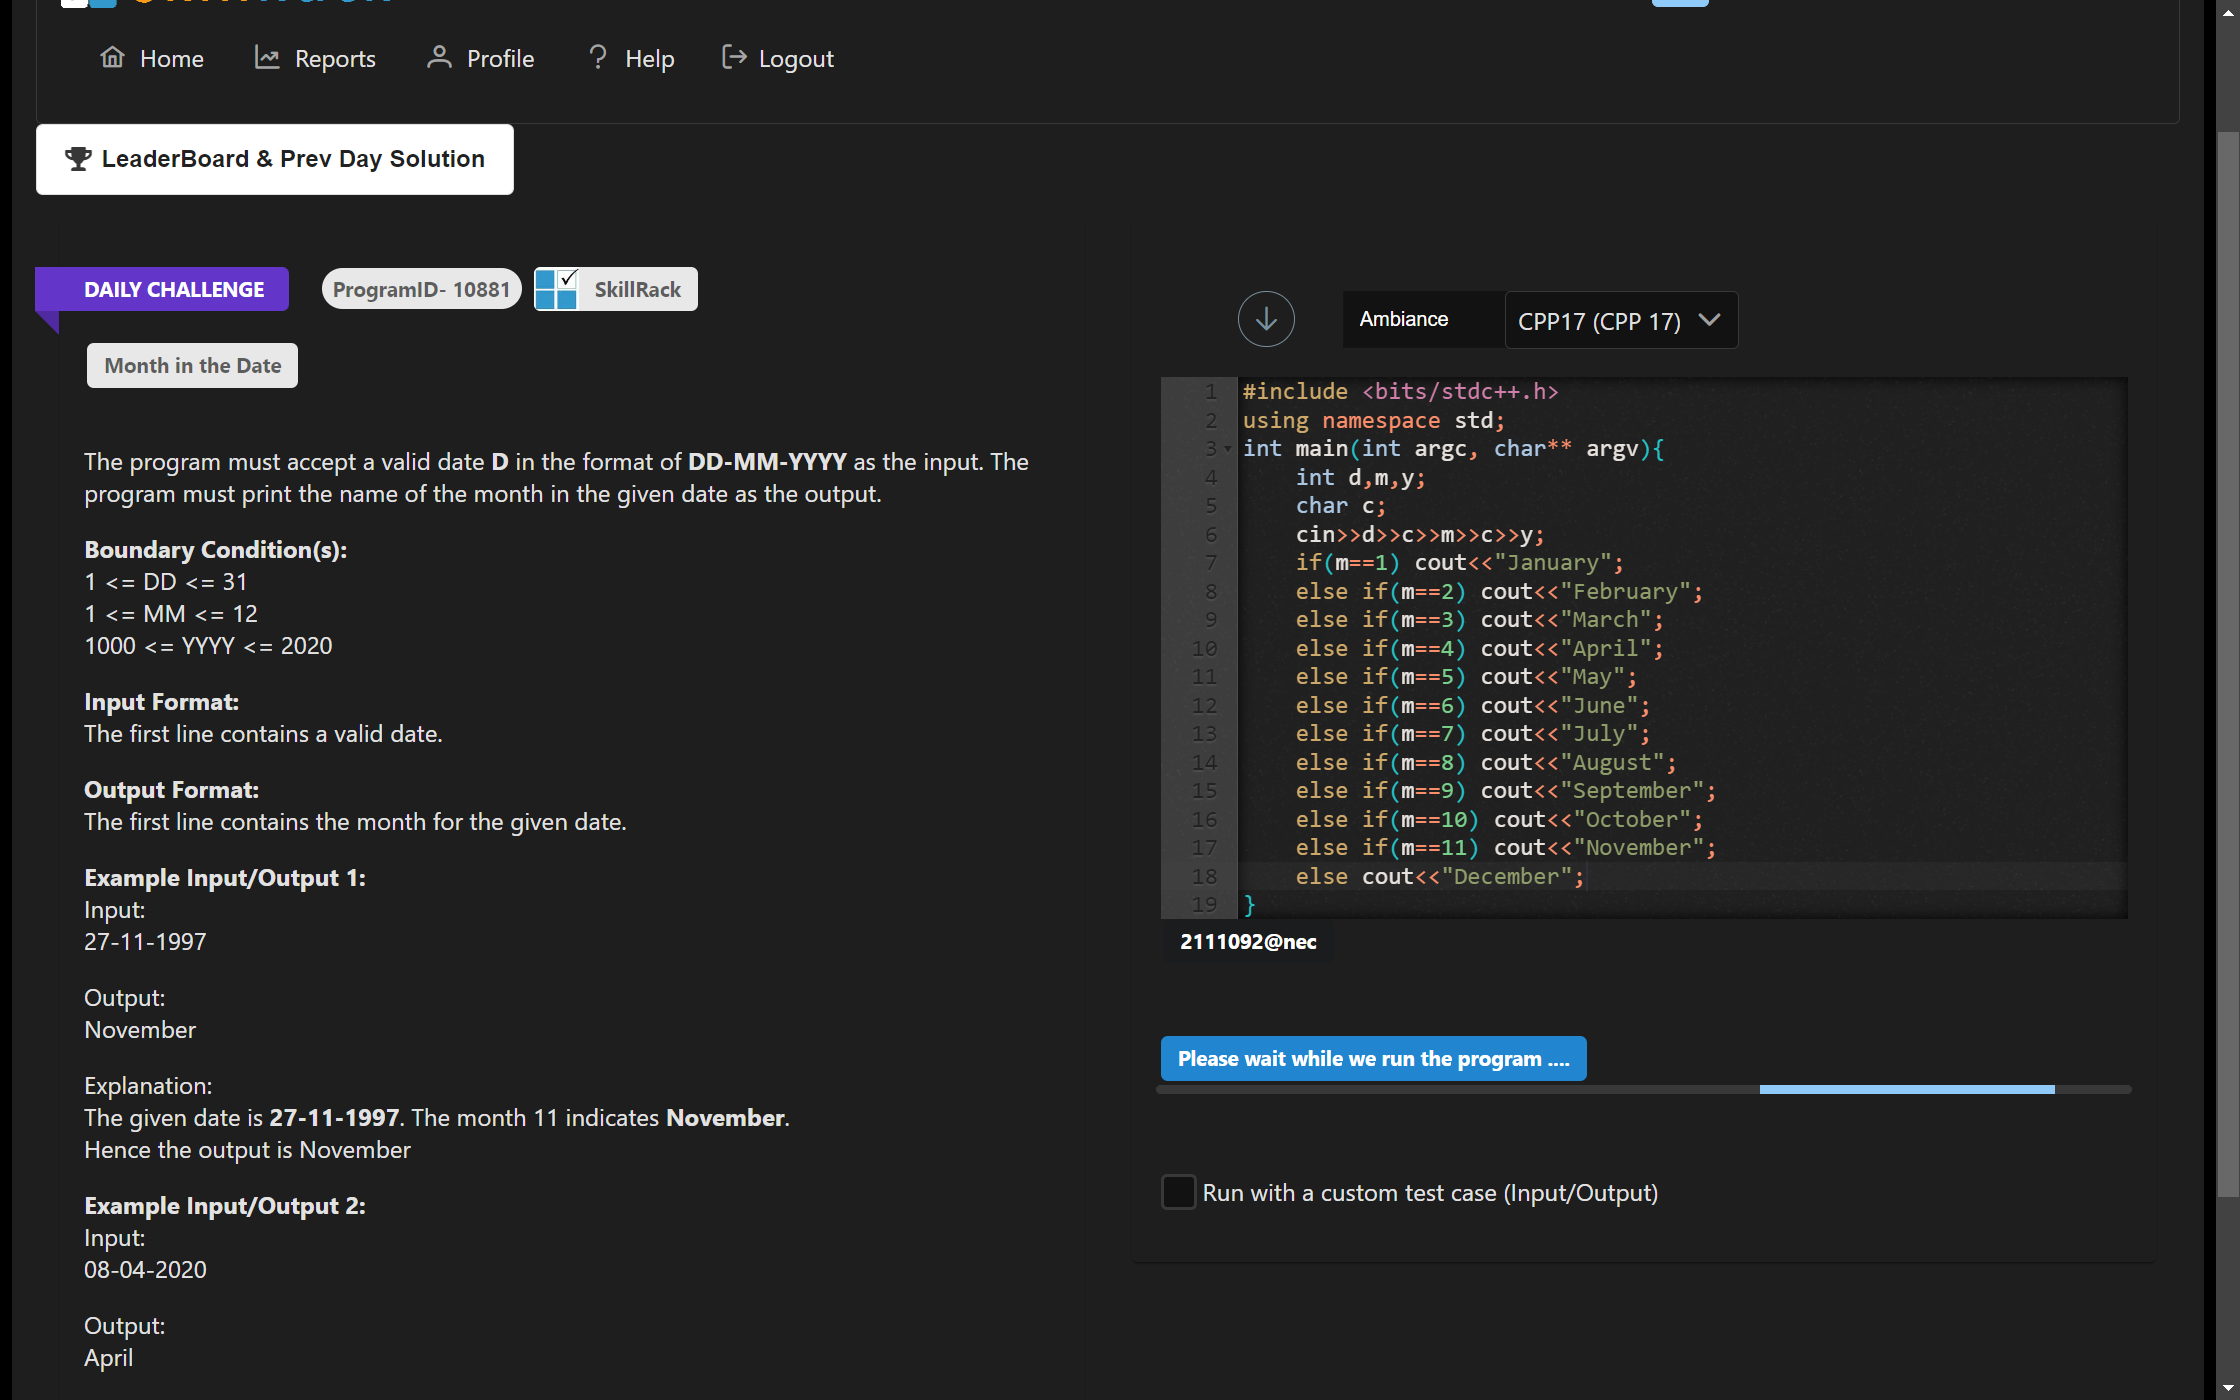 Home Reports Profile ? Help Logout
LeaderBoard & Prev Day Solution
DAILY CHALLENGE ProgramID- 10881 SkillRack
Month in the Date
The program must accept a valid date D in the format of DD-MM-YYYY as the input. The
program must print the name of the month in the given date as the output.
Boundary Condition(s):
1 <= DD <= 31
1 <= MM <= 12
1000 <= YYYY <= 2020
Input Format:
The first line contains a valid date.
Output Format:
The first line contains the month for the given date.
Example Input/Output 1:
Input:
27-11-1997
Output:
November
Explanation:
The given date is 27-11-1997. The month 11 indicates November.
Hence the output is November
Example Input/Output 2:
Input:
08-04-2020
Output:
April
Ambiance CPP17 (CPP 17)
1 #include <bits/stdc++.h>
2 using namespace std;
3 int main(int argc, char** argv){
4     int d,m,y;
5     char c;
6     cin>>d>>c>>m>>c>>y;
7     if(m==1) cout<<"January";
8     else if(m==2) cout<<"February";
9     else if(m==3) cout<<"March";
10     else if(m==4) cout<<"April";
11     else if(m==5) cout<<"May";
12     else if(m==6) cout<<"June";
13     else if(m==7) cout<<"July";
14     else if(m==8) cout<<"August";
15     else if(m==9) cout<<"September";
16     else if(m==10) cout<<"October";
17     else if(m==11) cout<<"November";
18     else cout<<"December";
19 }
2111092@nec
Please wait while we run the program ....
Run with a custom test case (Input/Output)